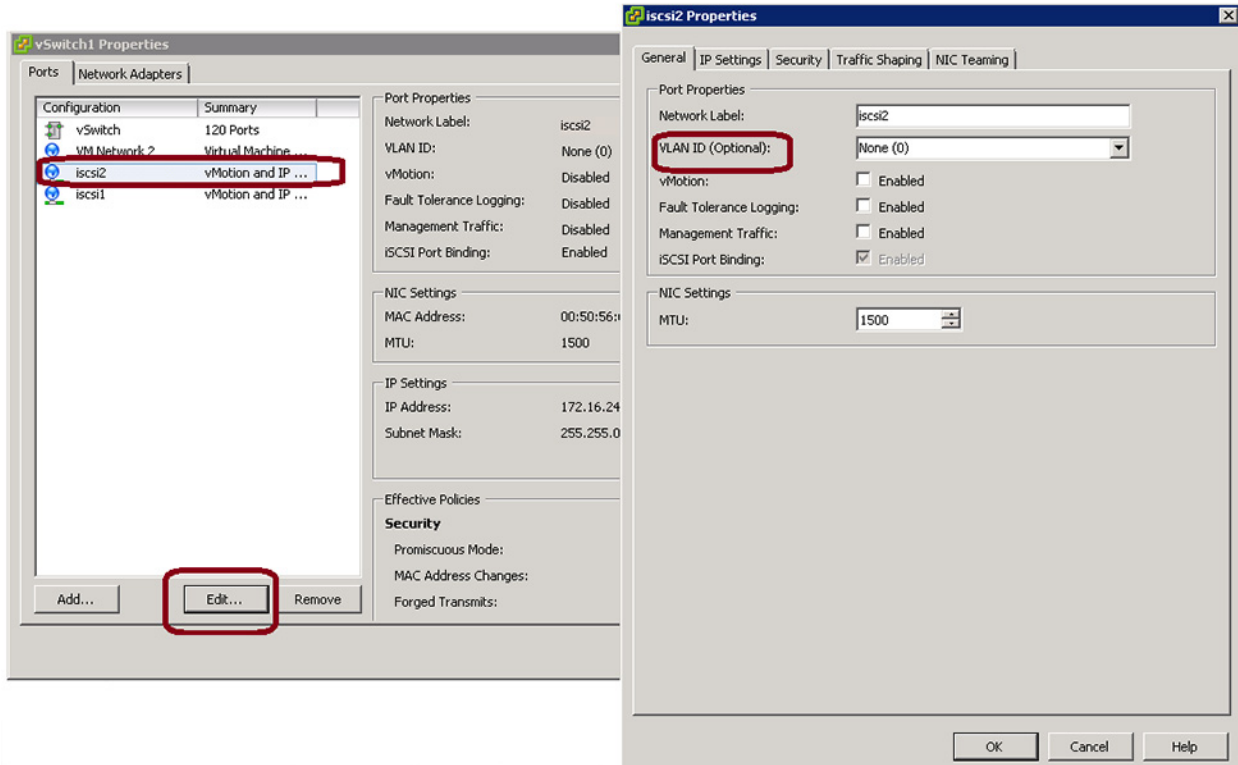 vSwitch1 Properties
Ports
Network Adapters
Configuration Summary
vSwitch 120 Ports
VM Network 2 Virtual Machine ...
iscsi2 vMotion and IP ...
iscsi1 vMotion and IP ...
Add... Edit... Remove
Port Properties
Network Label: iscsi2
VLAN ID: None (0)
vMotion: Disabled
Fault Tolerance Logging: Disabled
Management Traffic: Disabled
iSCSI Port Binding: Enabled
NIC Settings
MAC Address: 00:50:56:
MTU: 1500
IP Settings
IP Address: 172.16.24
Subnet Mask: 255.255.0
Effective Policies
Security
Promiscuous Mode:
MAC Address Changes:
Forged Transmits:
iscsi2 Properties
General IP Settings Security Traffic Shaping NIC Teaming
Port Properties
Network Label: iscsi2
VLAN ID (Optional): None (0)
vMotion: Enabled
Fault Tolerance Logging: Enabled
Management Traffic: Enabled
iSCSI Port Binding: Enabled
NIC Settings
MTU: 1500
OK Cancel Help